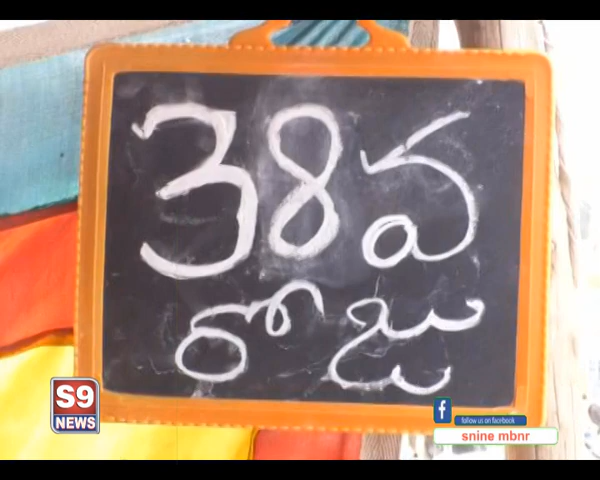 38వ
రోజు
S9
NEWS
f
follow us on facebook
snine mbnr